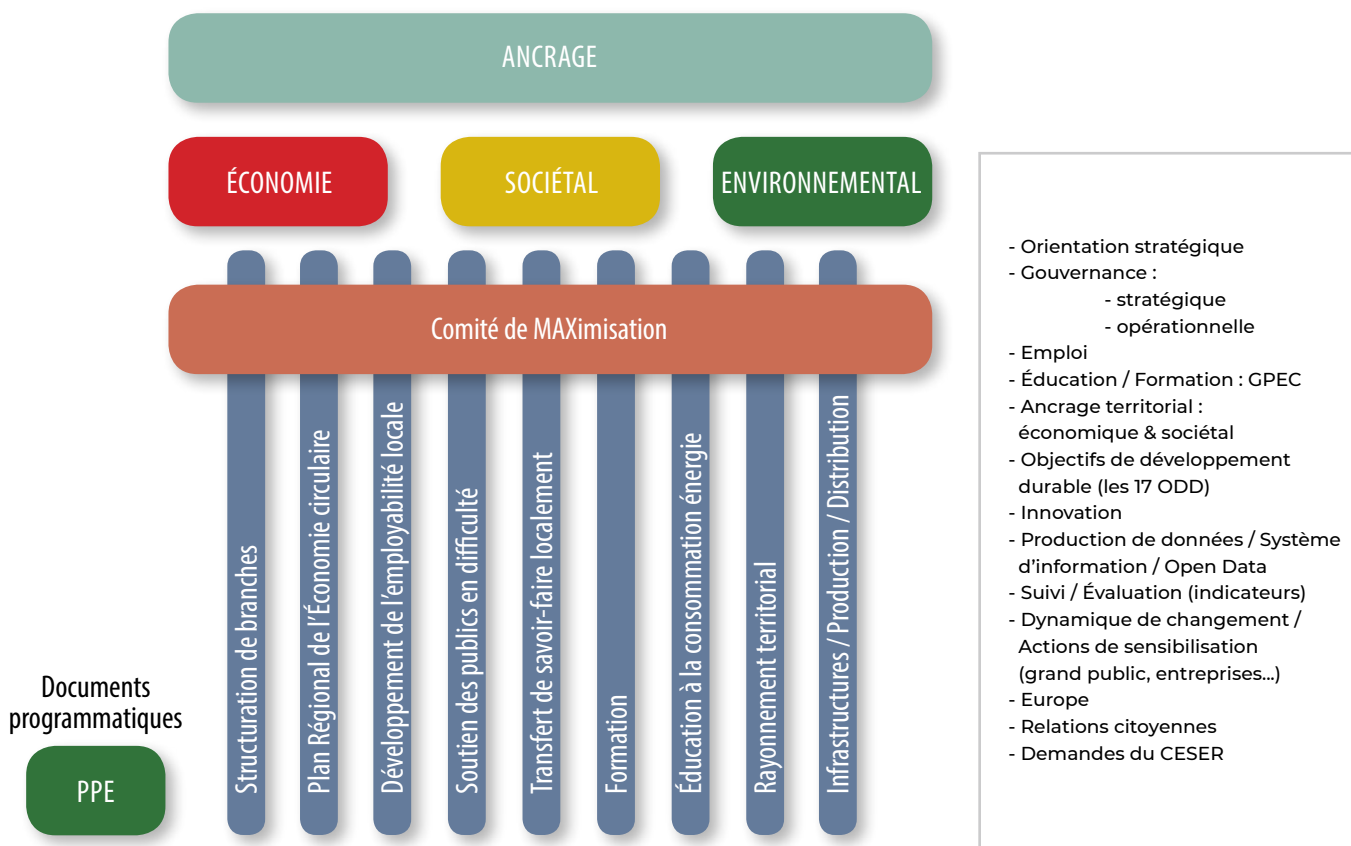 ANCRAGE
ÉCONOMIE
SOCIÉTAL
ENVIRONNEMENTAL
Comité de MAXimisation
Structuration de branches
Plan Régional de l'Économie circulaire
Développement de l'employabilité locale
Soutien des publics en difficulté
Transfert de savoir-faire localement
Formation
Éducation à la consommation énergie
Rayonnement territorial
Infrastructures / Production / Distribution
Documents
programmatiques
PPE
- Orientation stratégique
- Gouvernance :
- stratégique
- opérationnelle
- Emploi
- Éducation / Formation : GPEC
- Ancrage territorial :
économique & sociétal
- Objectifs de développement
durable (les 17 ODD)
- Innovation
- Production de données / Système
d'information / Open Data
- Suivi / Évaluation (indicateurs)
- Dynamique de changement /
Actions de sensibilisation
(grand public, entreprises...)
- Europe
- Relations citoyennes
- Demandes du CESER